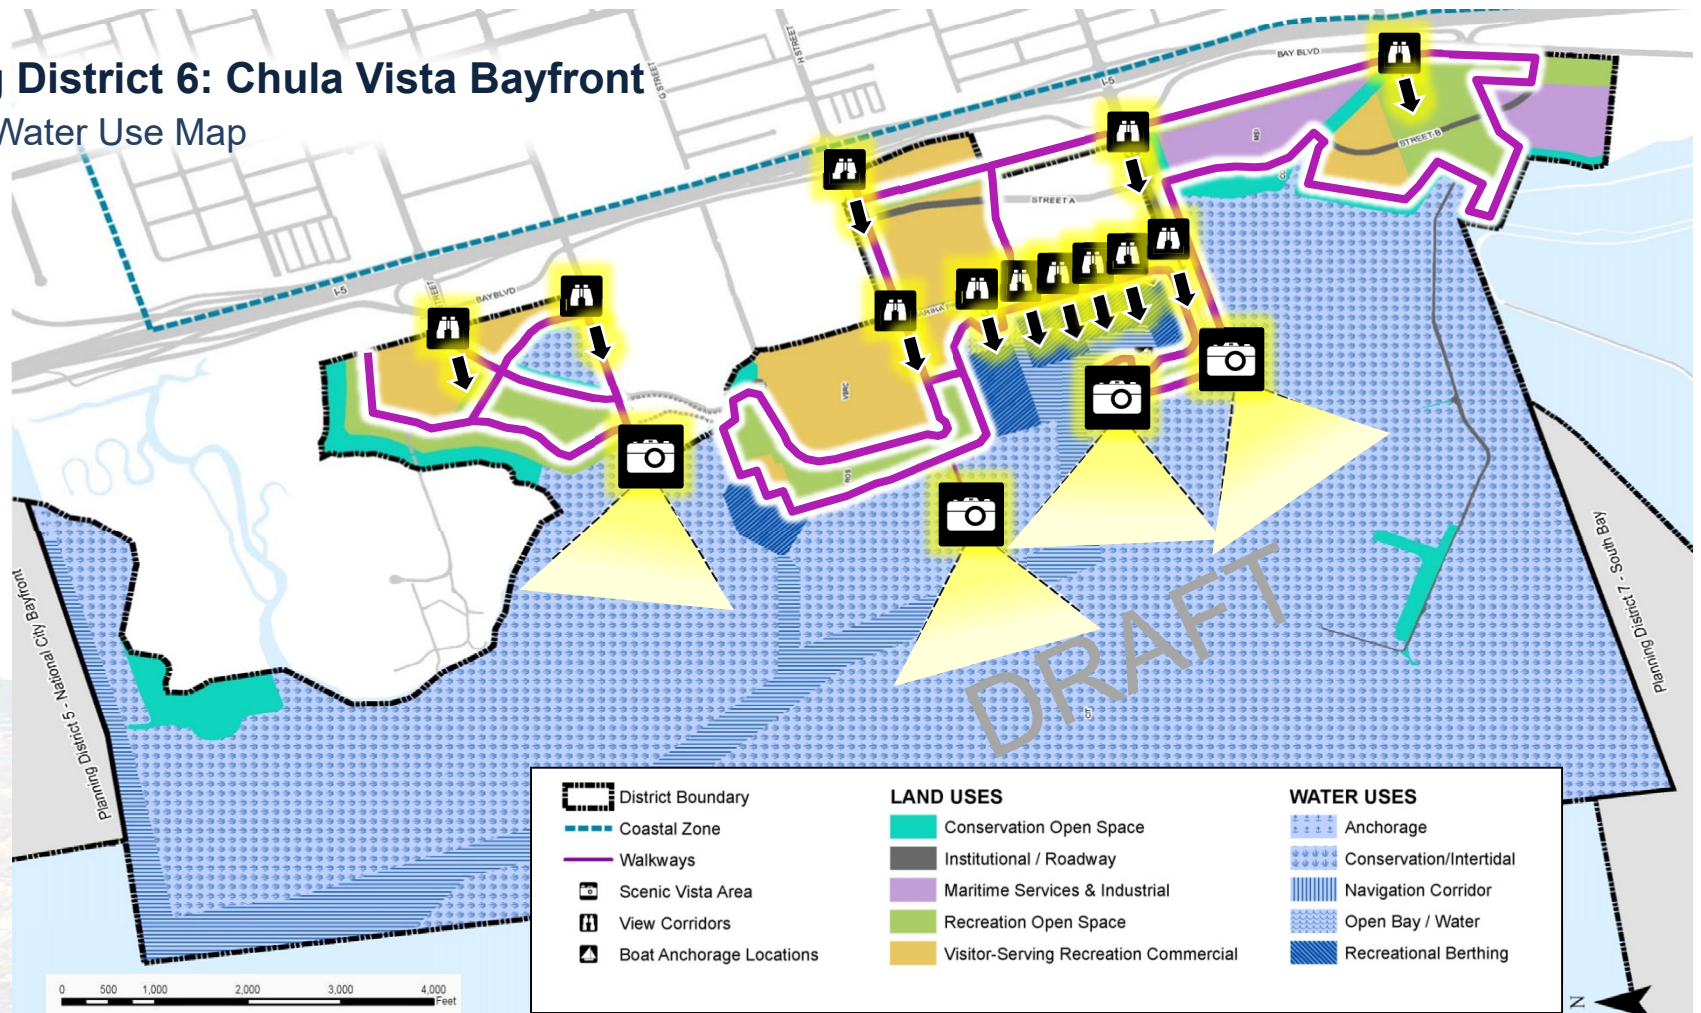 District 6: Chula Vista Bayfront
Water Use Map
G STREET
H STREET
I-5
BAY BLVD
I-5
BAY BLVD
STREET
STREET A
STREET-B
MSI
VSRC
ROS
DRAFT
Planning District 5 - National City Bayfront
Planning District 7 - South Bay
District Boundary
Coastal Zone
Walkways
Scenic Vista Area
View Corridors
Boat Anchorage Locations
LAND USES
Conservation Open Space
Institutional / Roadway
Maritime Services & Industrial
Recreation Open Space
Visitor-Serving Recreation Commercial
WATER USES
Anchorage
Conservation/Intertidal
Navigation Corridor
Open Bay / Water
Recreational Berthing
0 500 1,000 2,000 3,000 4,000
Feet
N